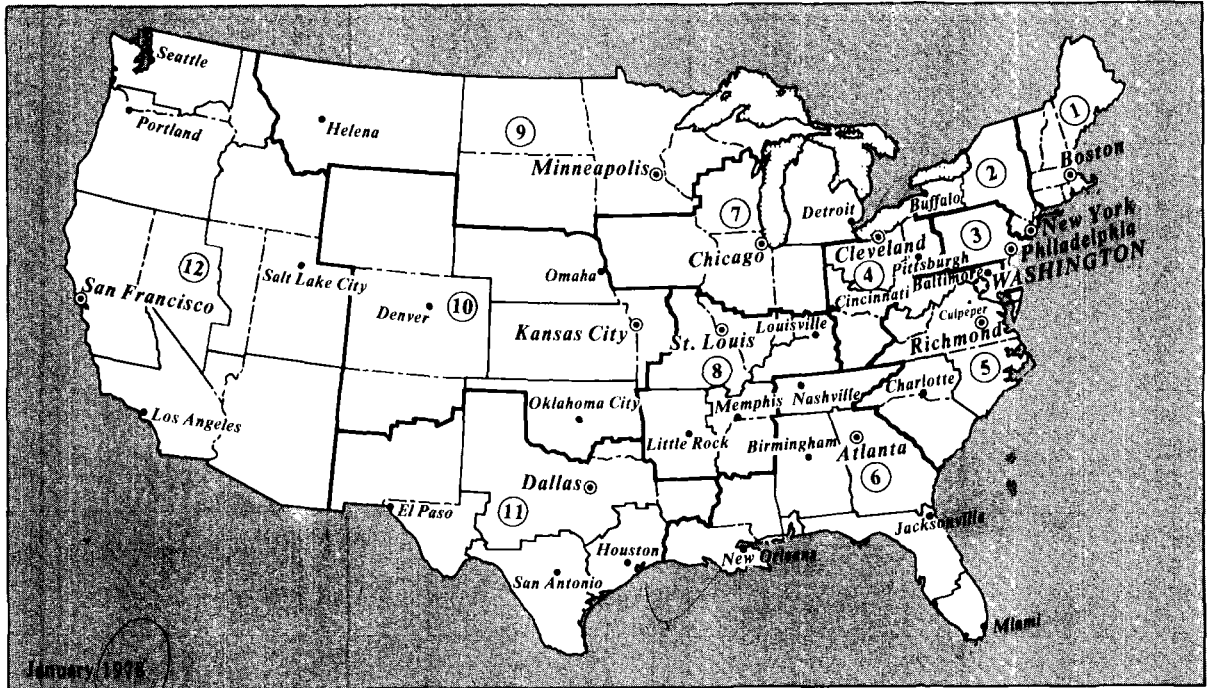 Seattle
Portland
Helena
9
Minneapolis
1
Boston
2
Buffalo
New York
Philadelphia
3
WASHINGTON
7
Detroit
Chicago
Cleveland
4
Pittsburgh
Baltimore
Cincinnati
Culpeper
Richmond
5
12
San Francisco
Salt Lake City
Omaha
Denver
10
Kansas City
St. Louis
Louisville
8
Los Angeles
Oklahoma City
Memphis
Nashville
Charlotte
Little Rock
Birmingham
Atlanta
6
Dallas
El Paso
11
Houston
San Antonio
New Orleans
Jacksonville
Miami
January 1978